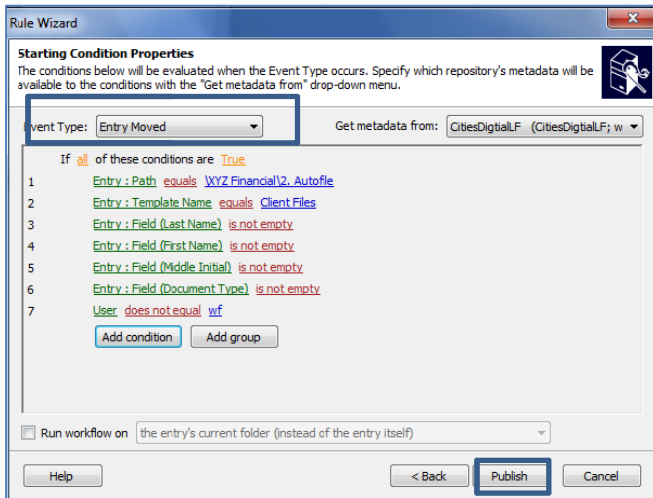 Rule Wizard
Starting Condition Properties
The conditions below will be evaluated when the Event Type occurs. Specify which repository's metadata will be
available to the conditions with the "Get metadata from" drop-down menu.
Event Type: Entry Moved Get metadata from: CitiesDigtialLF (CitiesDigtialLF; w
If all of these conditions are True
1 Entry : Path equals \XYZ Financial\2. Autofile
2 Entry : Template Name equals Client Files
3 Entry : Field (Last Name) is not empty
4 Entry : Field (First Name) is not empty
5 Entry : Field (Middle Initial) is not empty
6 Entry : Field (Document Type) is not empty
7 User does not equal wf
Add condition Add group
Run workflow on the entry's current folder (instead of the entry itself)
Help < Back Publish Cancel